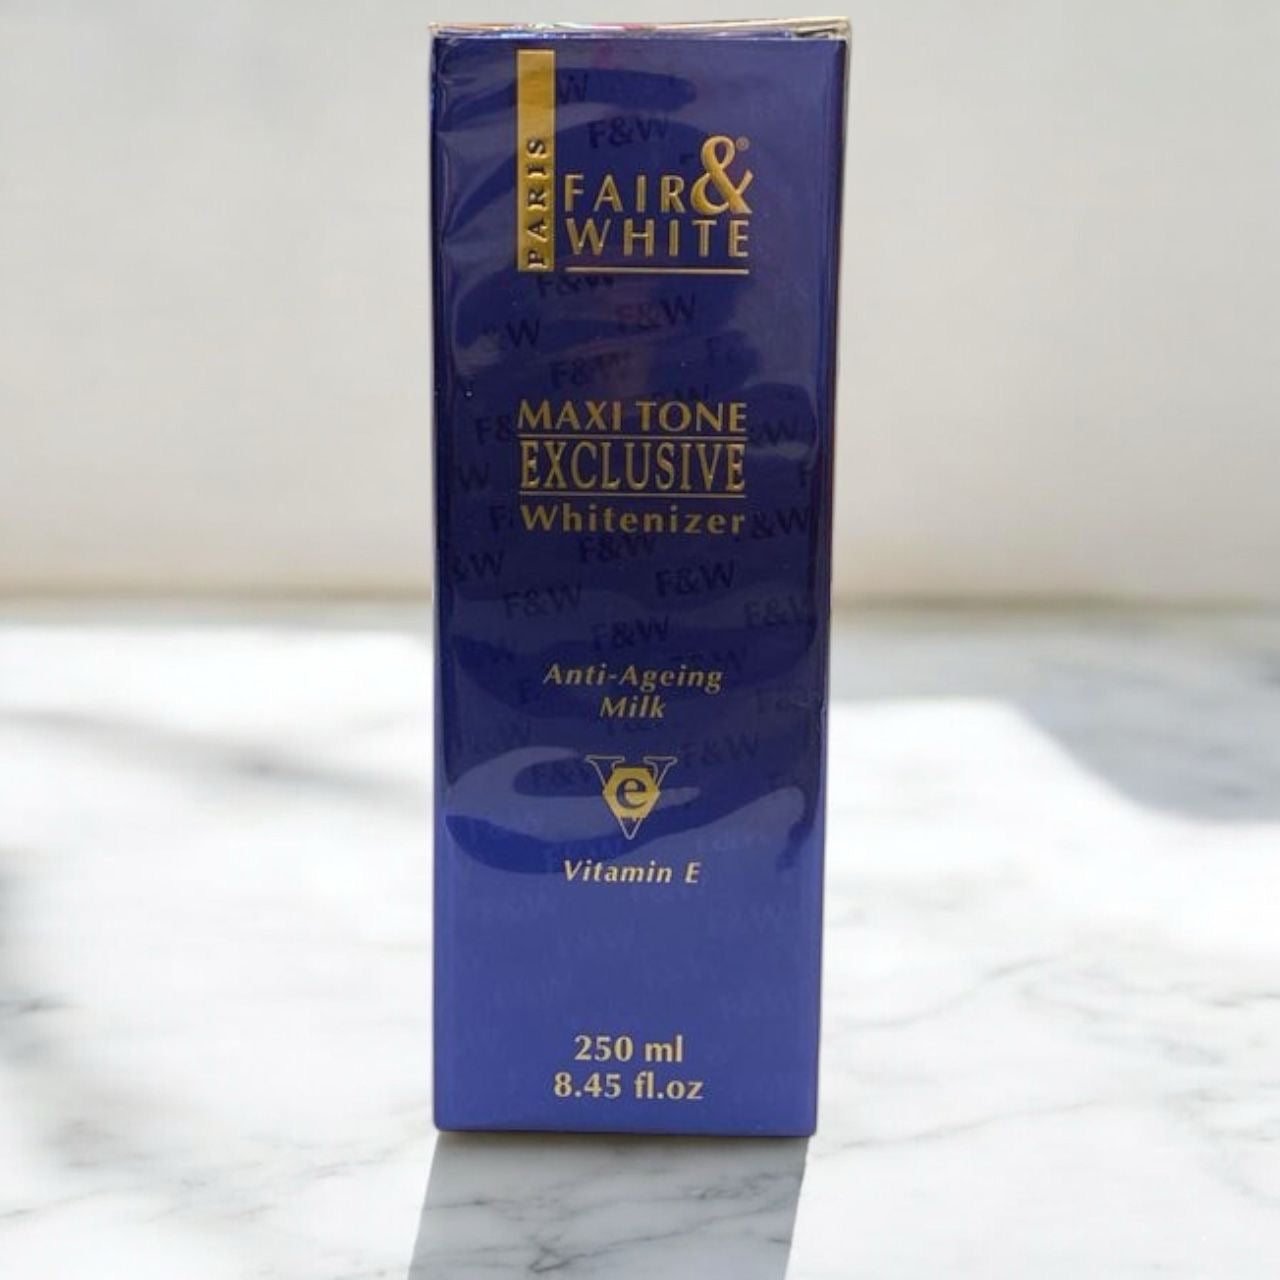 PARIS
FAIR &®
WHITE
MAXI TONE
EXCLUSIVE
Whitenizer
Anti-Ageing
Milk
V
e
Vitamin E
250 ml
8.45 fl.oz
F&W
F&W
F&W
F&W
F&W
F&W
F&W
F&W